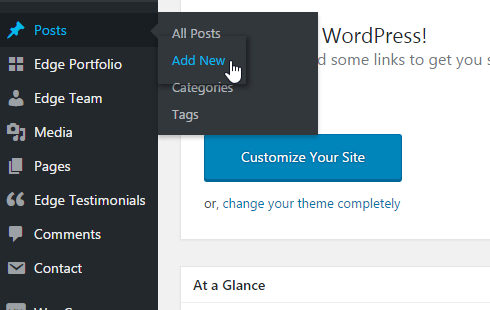 Posts
Edge Portfolio
Edge Team
Media
Pages
Edge Testimonials
Comments
Contact
All Posts
Add New
Categories
Tags
WordPress!
d some links to get you s
Customize Your Site
or, change your theme completely
At a Glance